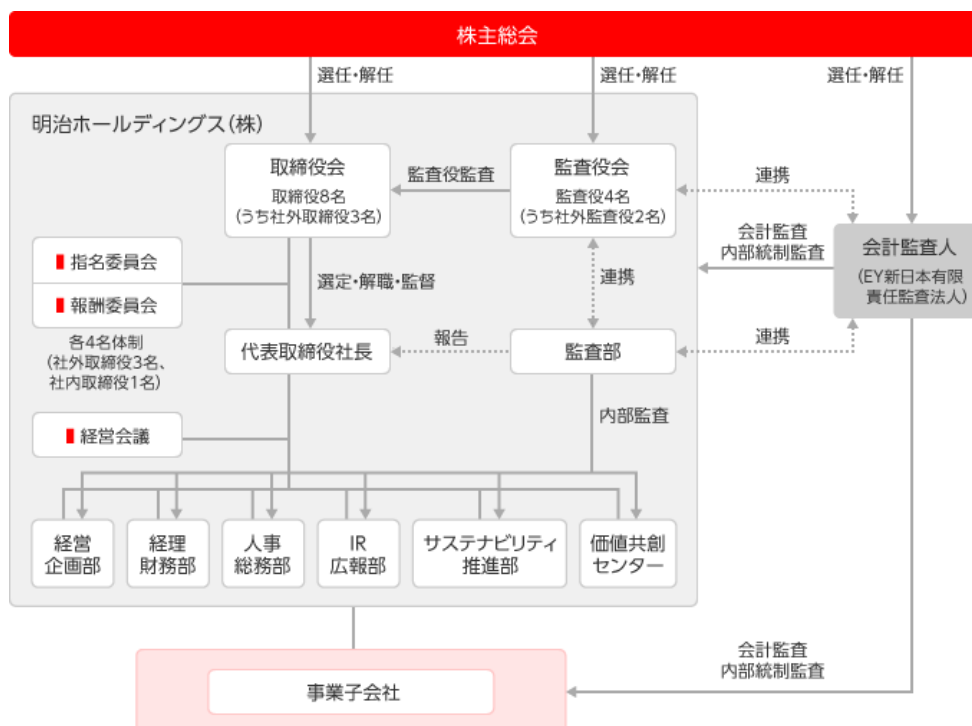 株主総会
選任・解任
選任・解任
選任・解任
明治ホールディングス(株)
取締役会
取締役8名
(うち社外取締役3名)
監査役監査
監査役会
監査役4名
(うち社外監査役2名)
連携
会計監査
内部統制監査
会計監査人
(EY新日本有限
責任監査法人)
指名委員会
報酬委員会
各4名体制
(社外取締役3名、
社内取締役1名)
選定・解職・監督
連携
代表取締役社長
報告
監査部
連携
経営会議
内部監査
経営
企画部
経理
財務部
人事
総務部
IR
広報部
サステナビリティ
推進部
価値共創
センター
会計監査
内部統制監査
事業子会社